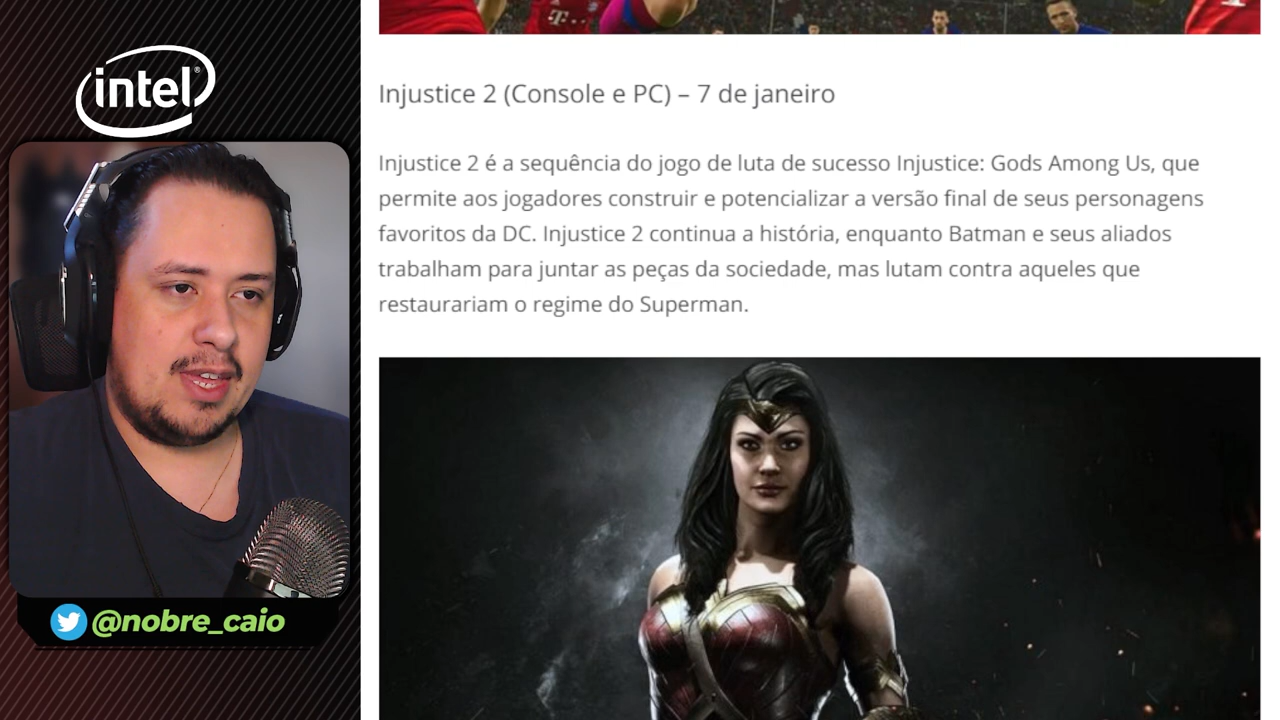 intel
@nobre_caio
Injustice 2 (Console e PC) – 7 de janeiro
Injustice 2 é a sequência do jogo de luta de sucesso Injustice: Gods Among Us, que
permite aos jogadores construir e potencializar a versão final de seus personagens
favoritos da DC. Injustice 2 continua a história, enquanto Batman e seus aliados
trabalham para juntar as peças da sociedade, mas lutam contra aqueles que
restaurariam o regime do Superman.